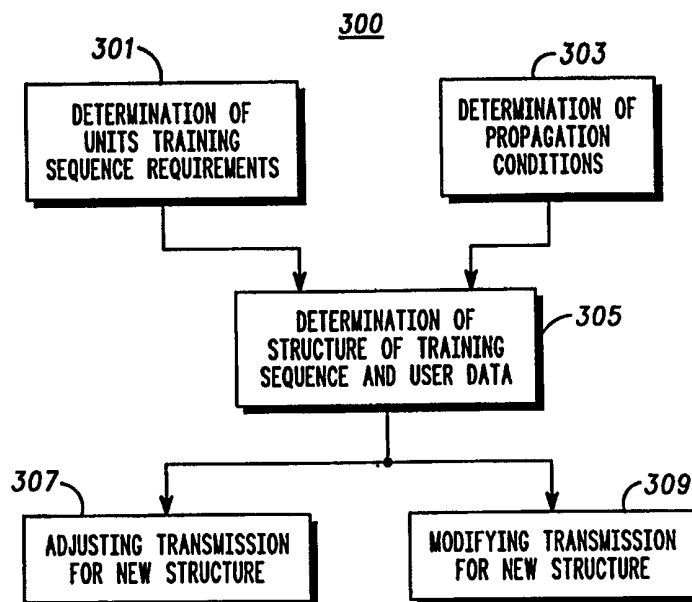 300
301
303
DETERMINATION OF
UNITS TRAINING
SEQUENCE REQUIREMENTS
DETERMINATION OF
PROPAGATION
CONDITIONS
305
DETERMINATION OF
STRUCTURE OF TRAINING
SEQUENCE AND USER DATA
307
309
ADJUSTING TRANSMISSION
FOR NEW STRUCTURE
MODIFYING TRANSMISSION
FOR NEW STRUCTURE